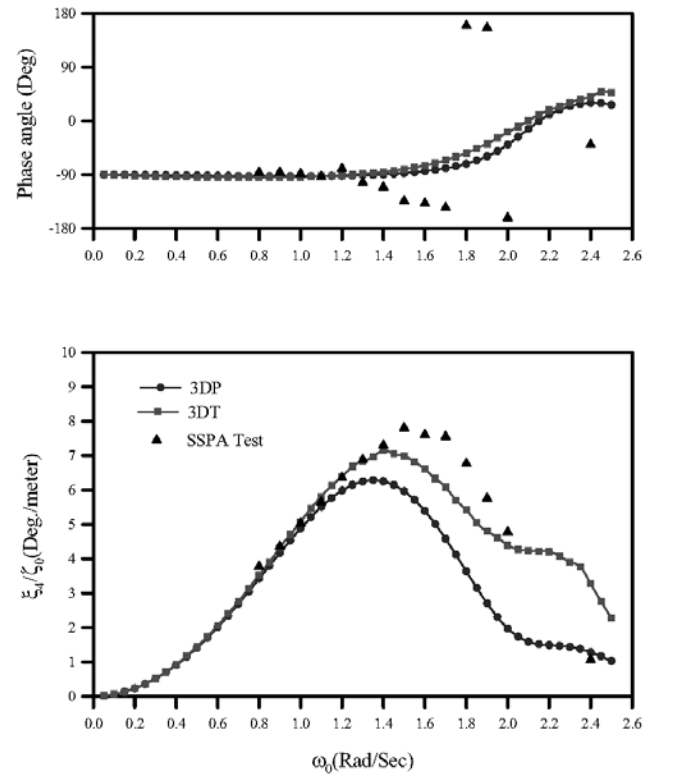 180
90
0
-90
-180
Phase angle (Deg)
0.0 0.2 0.4 0.6 0.8 1.0 1.2 1.4 1.6 1.8 2.0 2.2 2.4 2.6
10
9
8
7
6
5
4
3
2
1
0
ξ4/ζ0(Deg./meter)
3DP
3DT
SSPA Test
0.0 0.2 0.4 0.6 0.8 1.0 1.2 1.4 1.6 1.8 2.0 2.2 2.4 2.6
ω0(Rad/Sec)